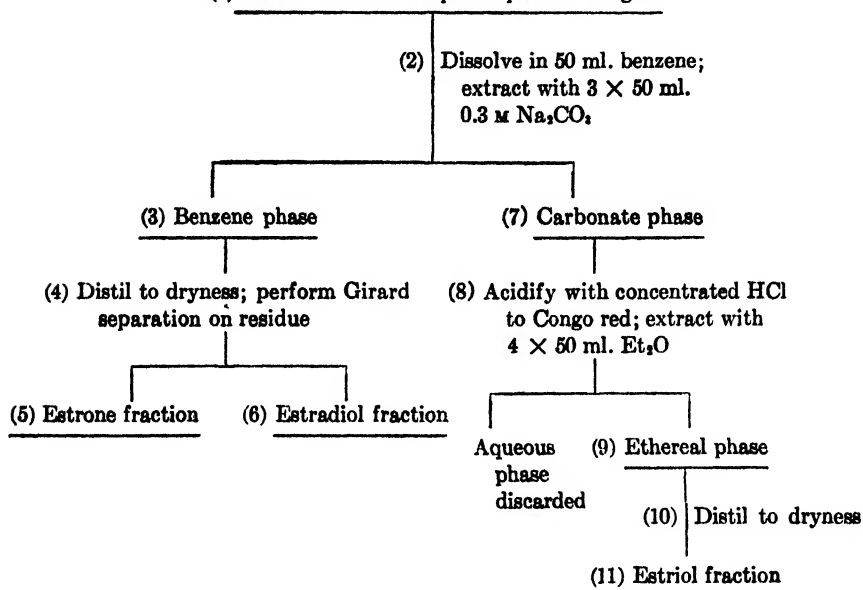 (2) Dissolve in 50 ml. benzene;
extract with 3 × 50 ml.
0.3 M Na₂CO₃
(3) Benzene phase
(7) Carbonate phase
(4) Distil to dryness; perform Girard
separation on residue
(8) Acidify with concentrated HCl
to Congo red; extract with
4 × 50 ml. Et₂O
(5) Estrone fraction
(6) Estradiol fraction
Aqueous
phase
discarded
(9) Ethereal phase
(10) Distil to dryness
(11) Estriol fraction